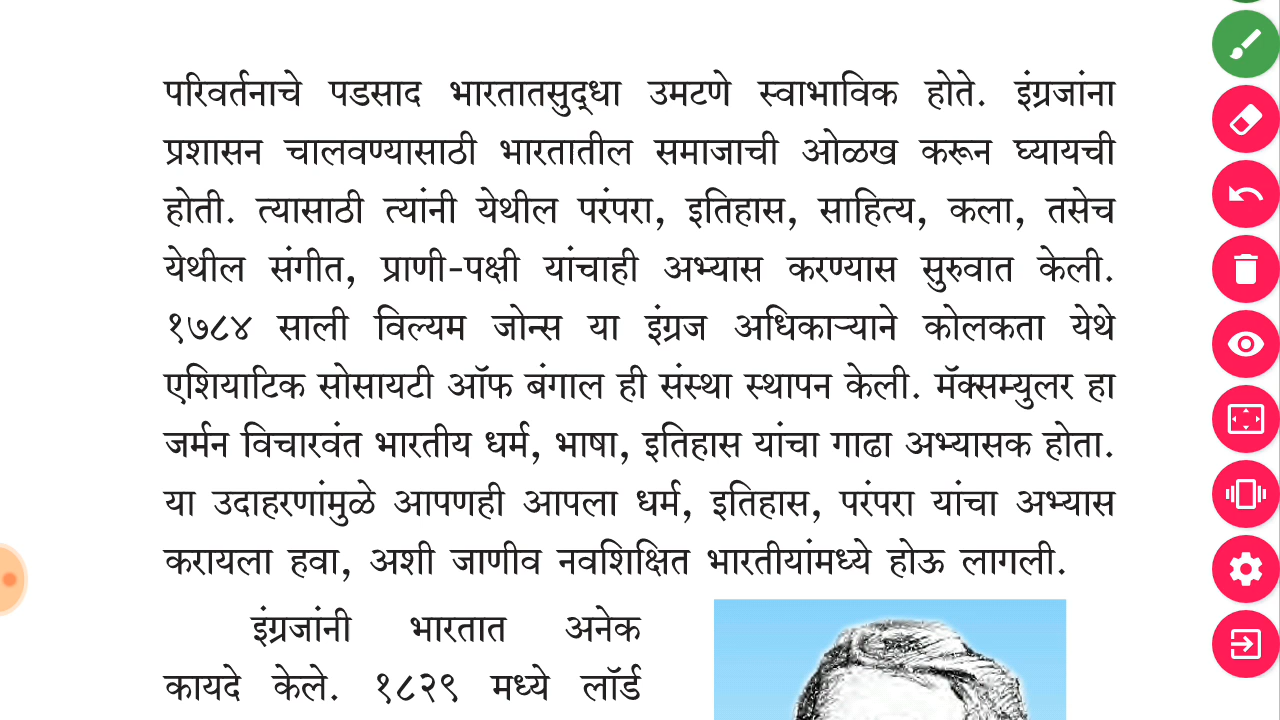 परिवर्तनाचे पडसाद भारतातसुद्धा उमटणे स्वाभाविक होते. इंग्रजांना
प्रशासन चालवण्यासाठी भारतातील समाजाची ओळख करून घ्यायची
होती. त्यासाठी त्यांनी येथील परंपरा, इतिहास, साहित्य, कला, तसेच
येथील संगीत, प्राणी-पक्षी यांचाही अभ्यास करण्यास सुरुवात केली.
१७८४ साली विल्यम जोन्स या इंग्रज अधिकाऱ्याने कोलकता येथे
एशियाटिक सोसायटी ऑफ बंगाल ही संस्था स्थापन केली. मॅक्सम्युलर हा
जर्मन विचारवंत भारतीय धर्म, भाषा, इतिहास यांचा गाढा अभ्यासक होता.
या उदाहरणांमुळे आपणही आपला धर्म, इतिहास, परंपरा यांचा अभ्यास
करायला हवा, अशी जाणीव नवशिक्षित भारतीयांमध्ये होऊ लागली.
इंग्रजांनी भारतात अनेक
कायदे केले. १८२९ मध्ये लॉर्ड